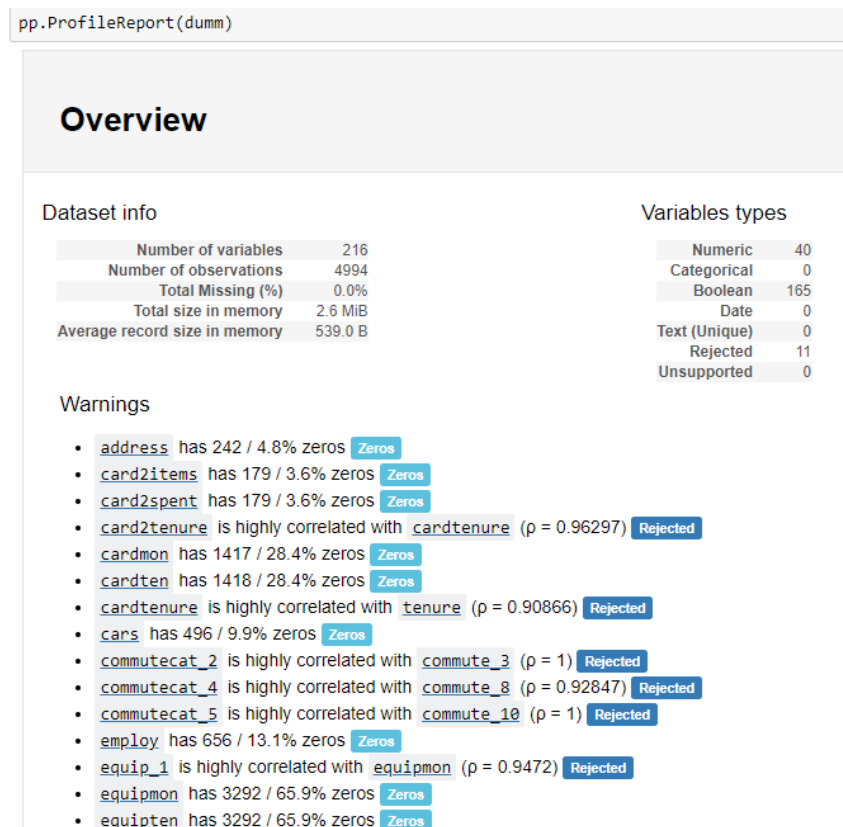 pp.ProfileReport(dumm)
Overview
Dataset info
Number of variables 216
Number of observations 4994
Total Missing (%) 0.0%
Total size in memory 2.6 MiB
Average record size in memory 539.0 B
Variables types
Numeric 40
Categorical 0
Boolean 165
Date 0
Text (Unique) 0
Rejected 11
Unsupported 0
Warnings
• address has 242 / 4.8% zeros Zeros
• card2items has 179 / 3.6% zeros Zeros
• card2spent has 179 / 3.6% zeros Zeros
• card2tenure is highly correlated with cardtenure (ρ = 0.96297) Rejected
• cardmon has 1417 / 28.4% zeros Zeros
• cardten has 1418 / 28.4% zeros Zeros
• cardtenure is highly correlated with tenure (ρ = 0.90866) Rejected
• cars has 496 / 9.9% zeros Zeros
• commutecat_2 is highly correlated with commute_3 (ρ = 1) Rejected
• commutecat_4 is highly correlated with commute_8 (ρ = 0.92847) Rejected
• commutecat_5 is highly correlated with commute_10 (ρ = 1) Rejected
• employ has 656 / 13.1% zeros Zeros
• equip_1 is highly correlated with equipmon (ρ = 0.9472) Rejected
• equipmon has 3292 / 65.9% zeros Zeros
• equipten has 3292 / 65.9% zeros Zeros